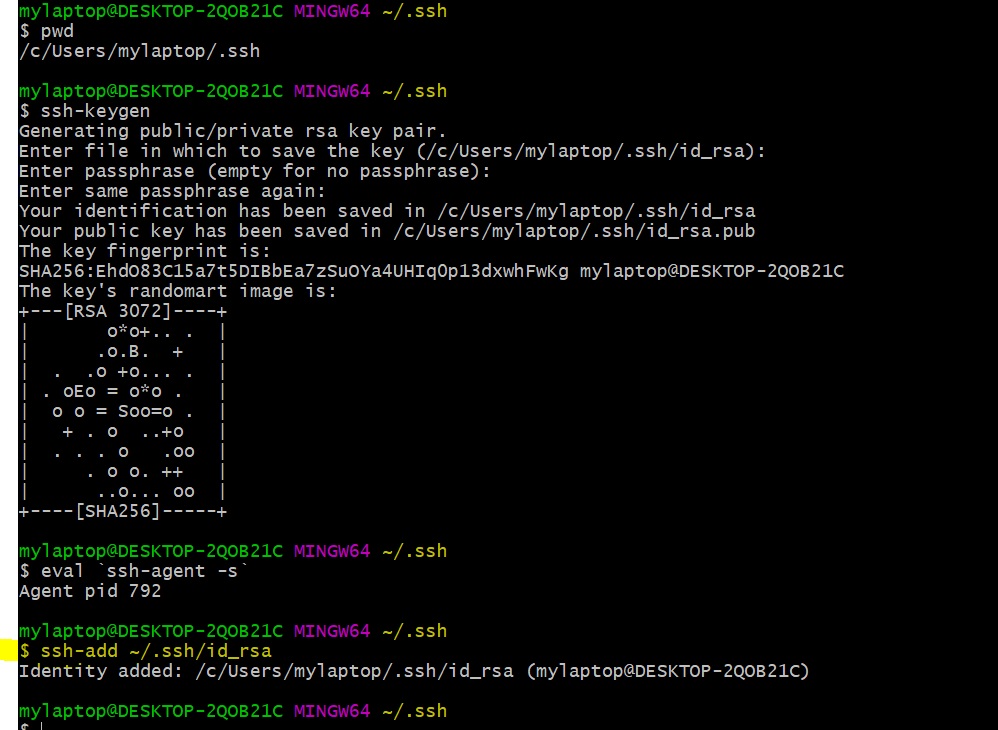 mylaptop@DESKTOP-2QOB21C MINGW64 ~/.ssh
$ pwd
/c/Users/mylaptop/.ssh

mylaptop@DESKTOP-2QOB21C MINGW64 ~/.ssh
$ ssh-keygen
Generating public/private rsa key pair.
Enter file in which to save the key (/c/Users/mylaptop/.ssh/id_rsa):
Enter passphrase (empty for no passphrase):
Enter same passphrase again:
Your identification has been saved in /c/Users/mylaptop/.ssh/id_rsa
Your public key has been saved in /c/Users/mylaptop/.ssh/id_rsa.pub
The key fingerprint is:
SHA256:EhdO83C15a7t5DIBbEa7zSuOYa4UHIq0p13dxwhFwKg mylaptop@DESKTOP-2QOB21C
The key's randomart image is:
+---[RSA 3072]----+
|        o*o+.. .  |
|       .o.B.  +   |
|  .  .o +o... .  |
| . oEo = o*o .   |
|  o o = Soo=o .  |
|   + . o  ..+o   |
|  . . . o   .oo  |
|      . o o. ++   |
|       ..o... oo  |
+----[SHA256]-----+

mylaptop@DESKTOP-2QOB21C MINGW64 ~/.ssh
$ eval `ssh-agent -s`
Agent pid 792

mylaptop@DESKTOP-2QOB21C MINGW64 ~/.ssh
$ ssh-add ~/.ssh/id_rsa
Identity added: /c/Users/mylaptop/.ssh/id_rsa (mylaptop@DESKTOP-2QOB21C)

mylaptop@DESKTOP-2QOB21C MINGW64 ~/.ssh
$